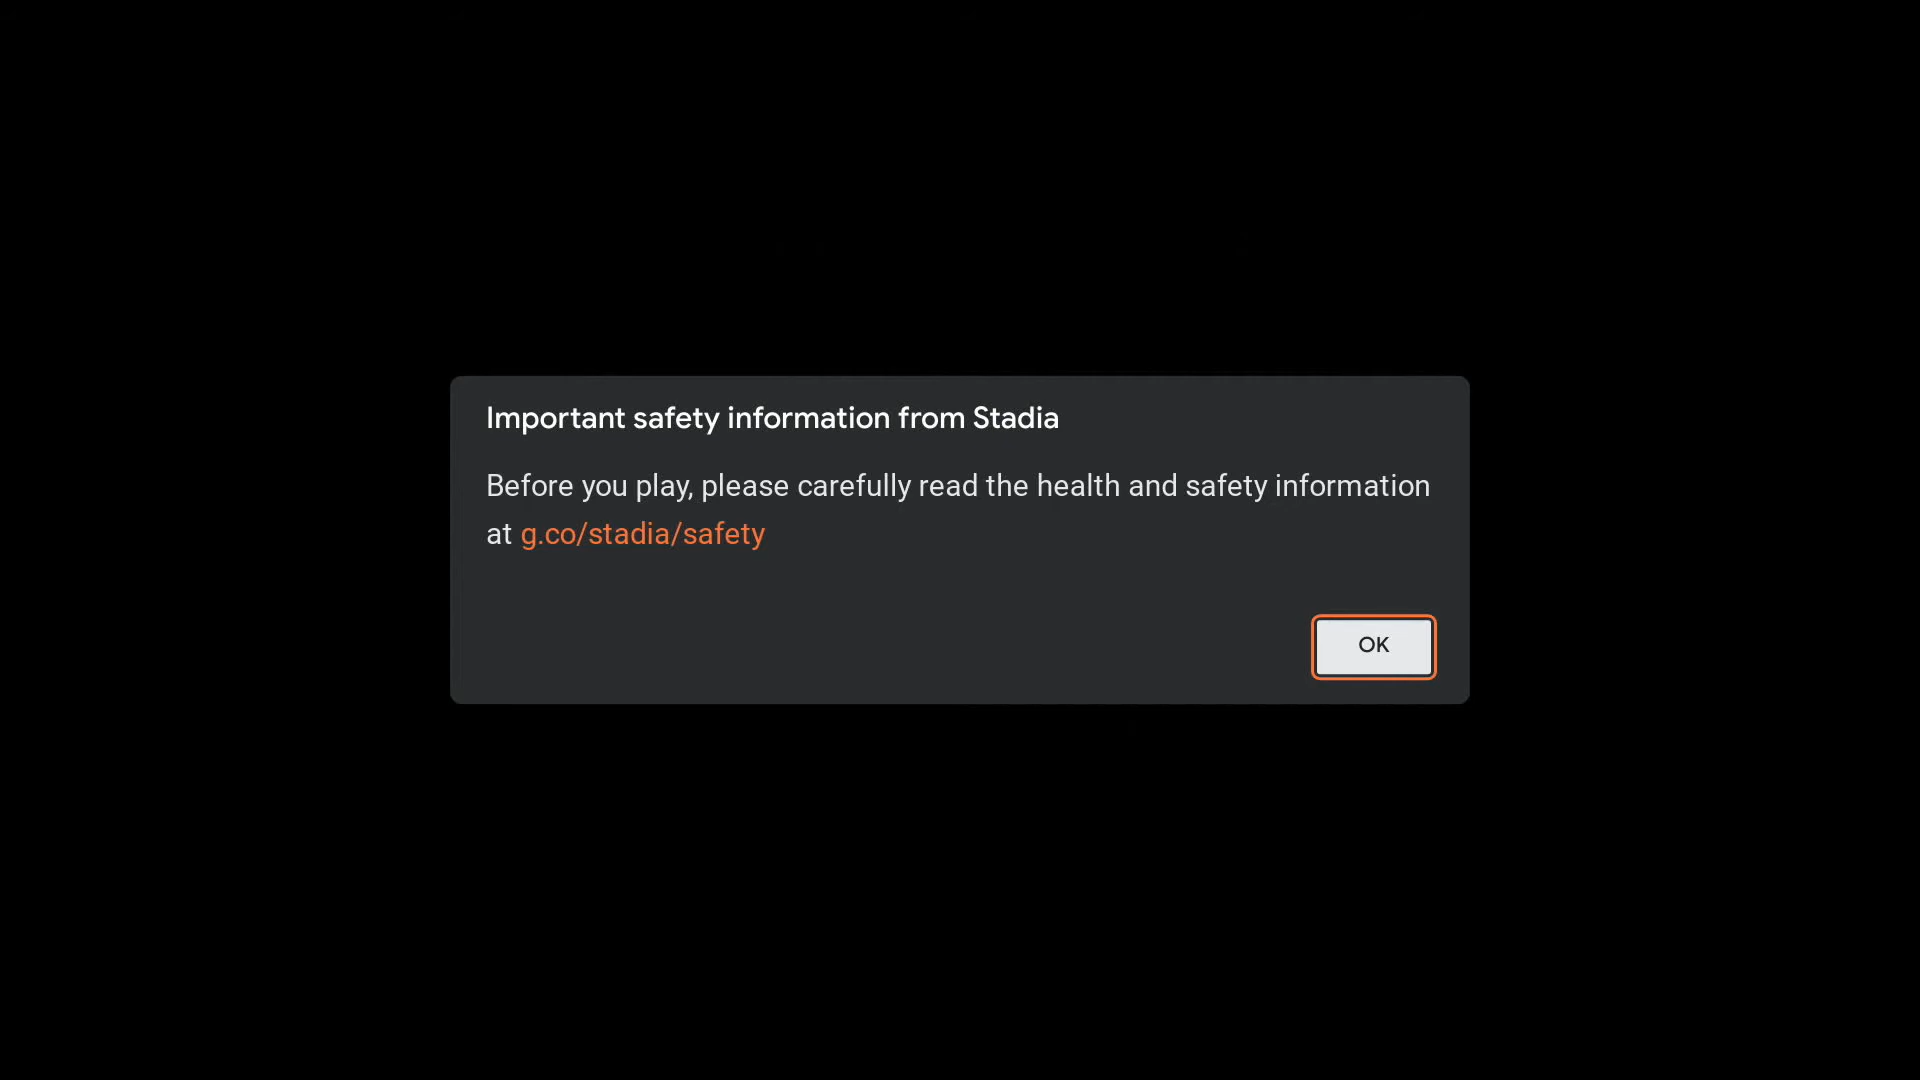 Important safety information from Stadia
Before you play, please carefully read the health and safety information
at g.co/stadia/safety
OK